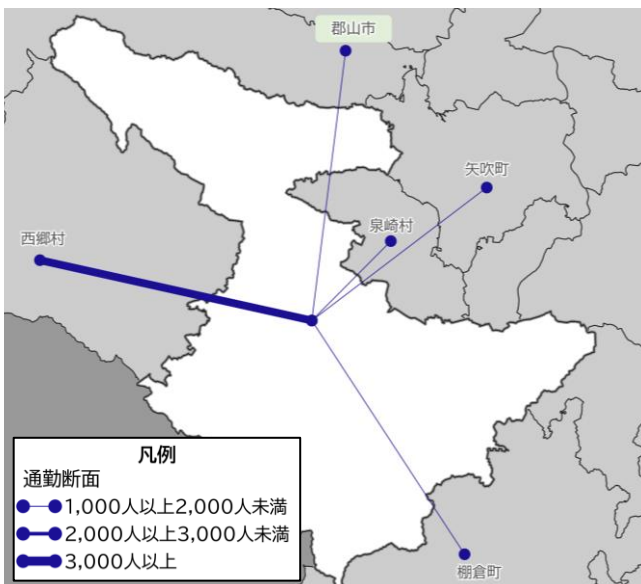 郡山市
矢吹町
泉崎村
西郷村
棚倉町
凡例
通勤断面
1,000人以上2,000人未満
2,000人以上3,000人未満
3,000人以上